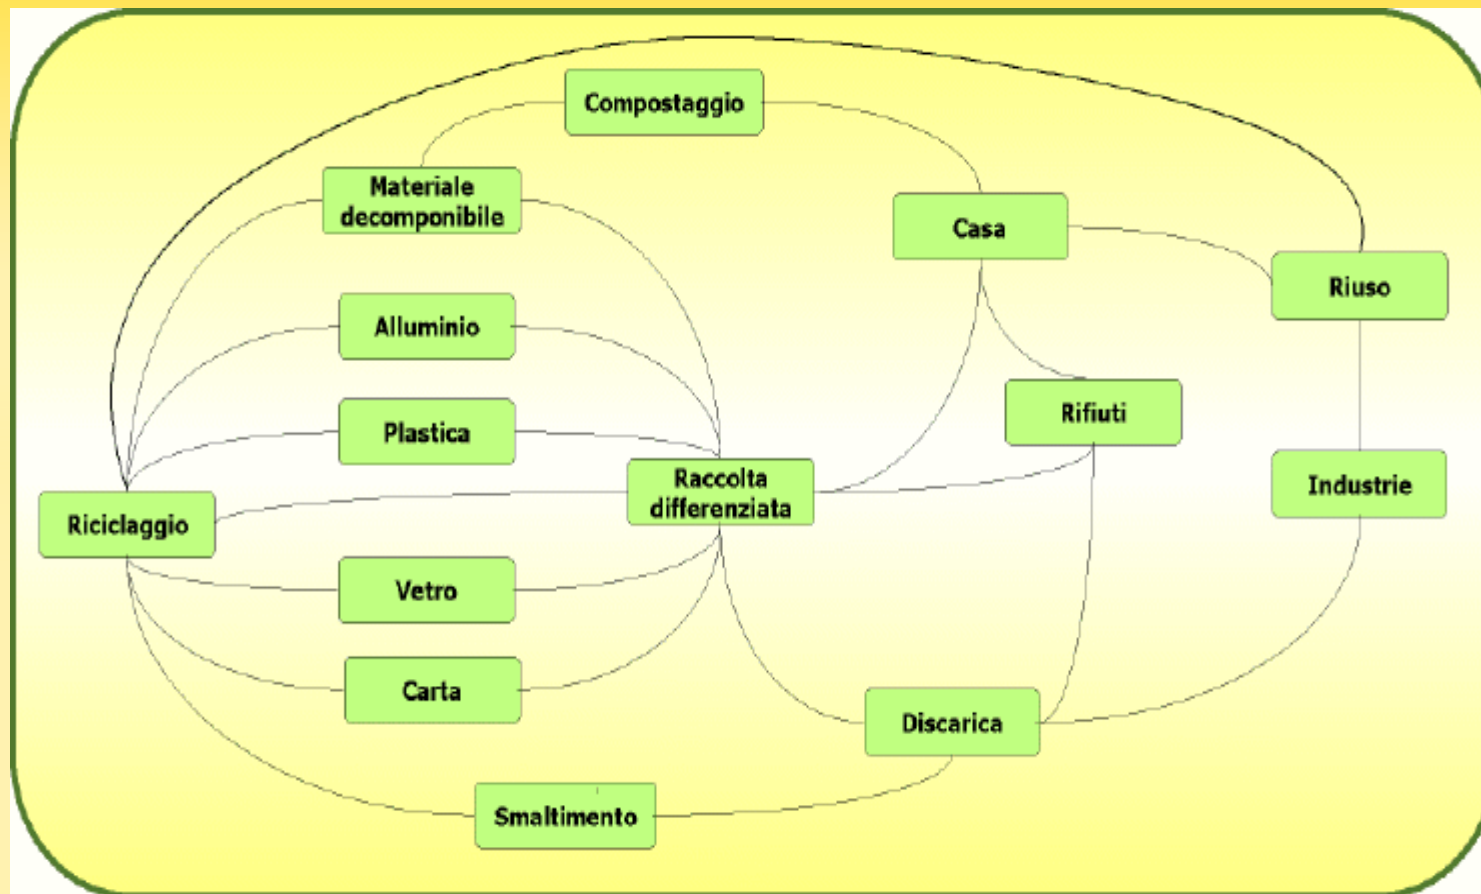 Compostaggio
Materiale
decomponibile
Casa
Riuso
Alluminio
Rifiuti
Plastica
Raccolta
differenziata
Industrie
Riciclaggio
Vetro
Carta
Discarica
Smaltimento